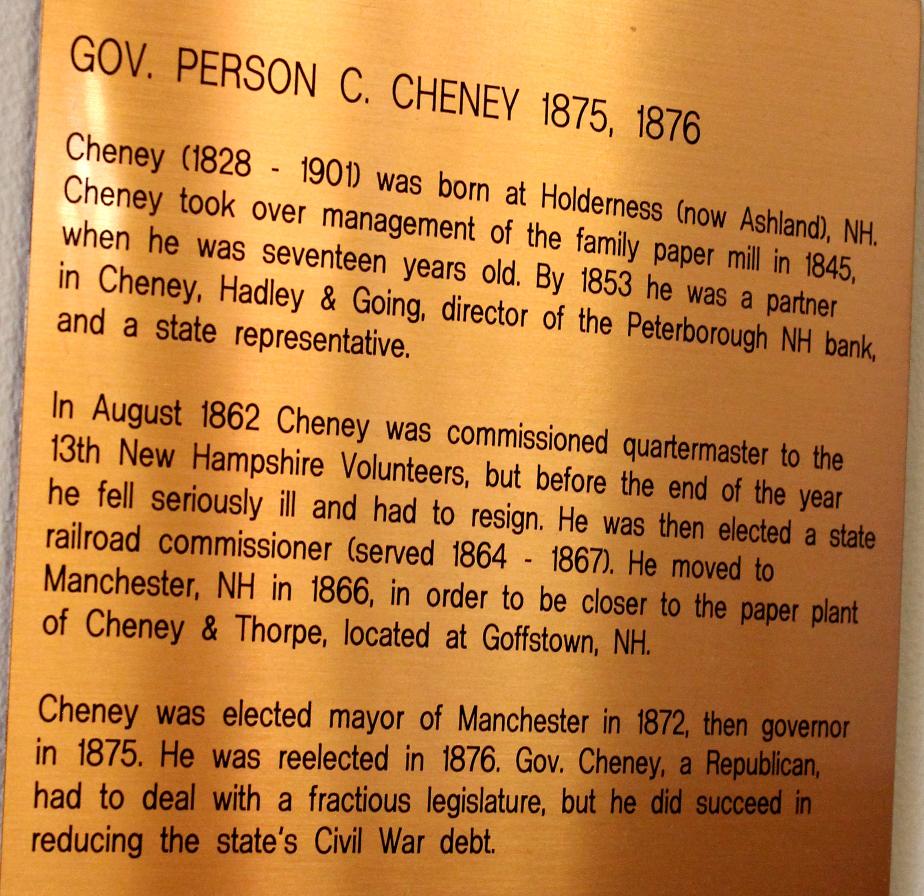 GOV. PERSON C. CHENEY 1875, 1876
Cheney (1828 - 1901) was born at Holderness (now Ashland), NH.
Cheney took over management of the family paper mill in 1845,
when he was seventeen years old. By 1853 he was a partner
in Cheney, Hadley & Going, director of the Peterborough NH bank,
and a state representative.
In August 1862 Cheney was commissioned quartermaster to the
13th New Hampshire Volunteers, but before the end of the year
he fell seriously ill and had to resign. He was then elected a state
railroad commissioner (served 1864 - 1867). He moved to
Manchester, NH in 1866, in order to be closer to the paper plant
of Cheney & Thorpe, located at Goffstown, NH.
Cheney was elected mayor of Manchester in 1872, then governor
in 1875. He was reelected in 1876. Gov. Cheney, a Republican,
had to deal with a fractious legislature, but he did succeed in
reducing the state's Civil War debt.